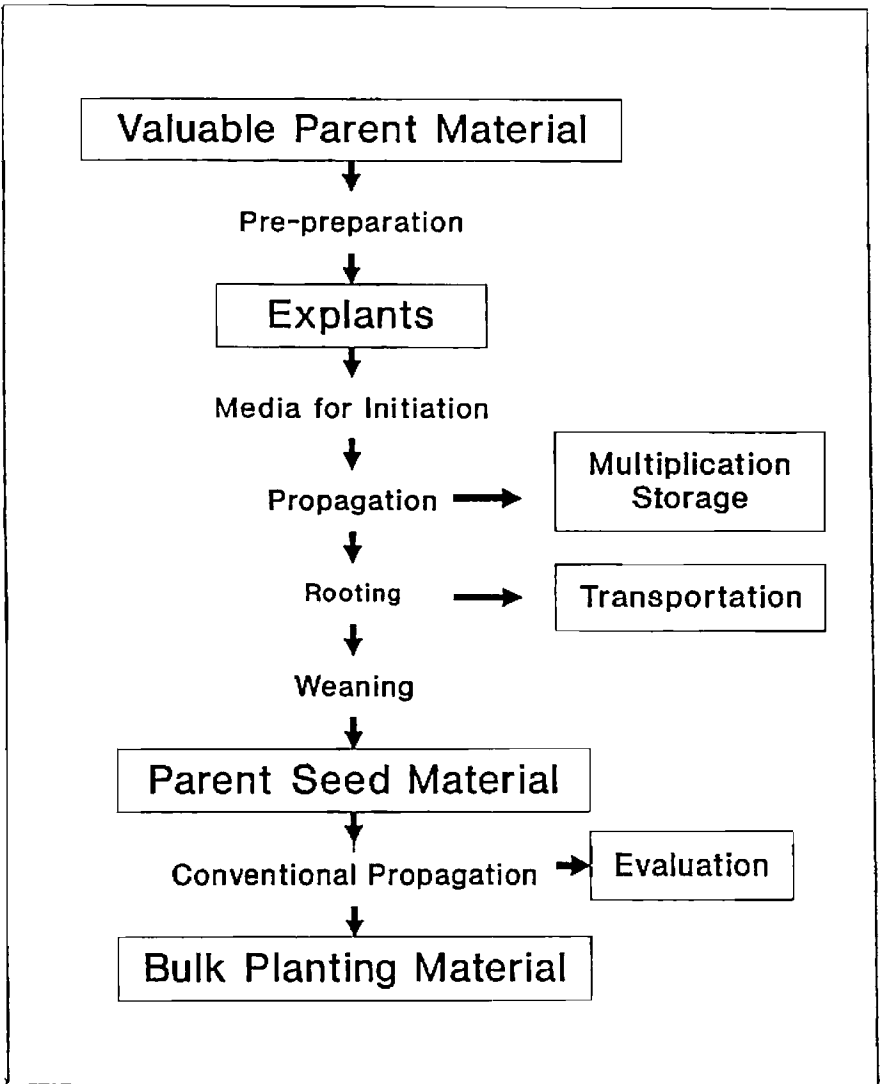 Valuable Parent Material
Pre-preparation
Explants
Media for Initiation
Propagation
Multiplication
Storage
Rooting
Transportation
Weaning
Parent Seed Material
Conventional Propagation
Evaluation
Bulk Planting Material